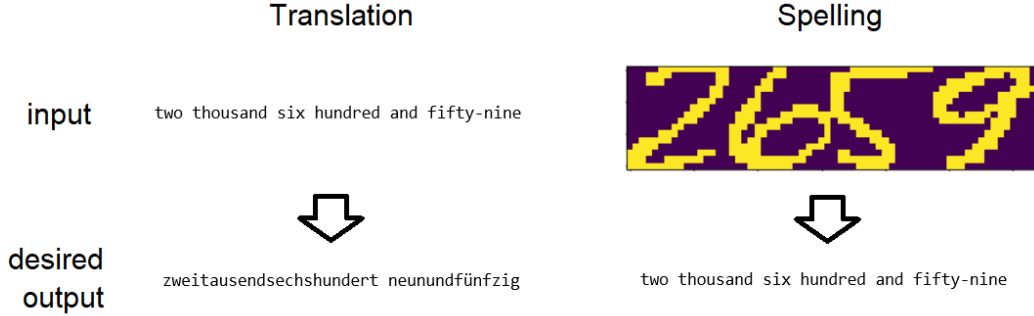 Translation Spelling
input two thousand six hundred and fifty-nine 2659
desired
output
zweitausendsechshundert neunundfünfzig two thousand six hundred and fifty-nine